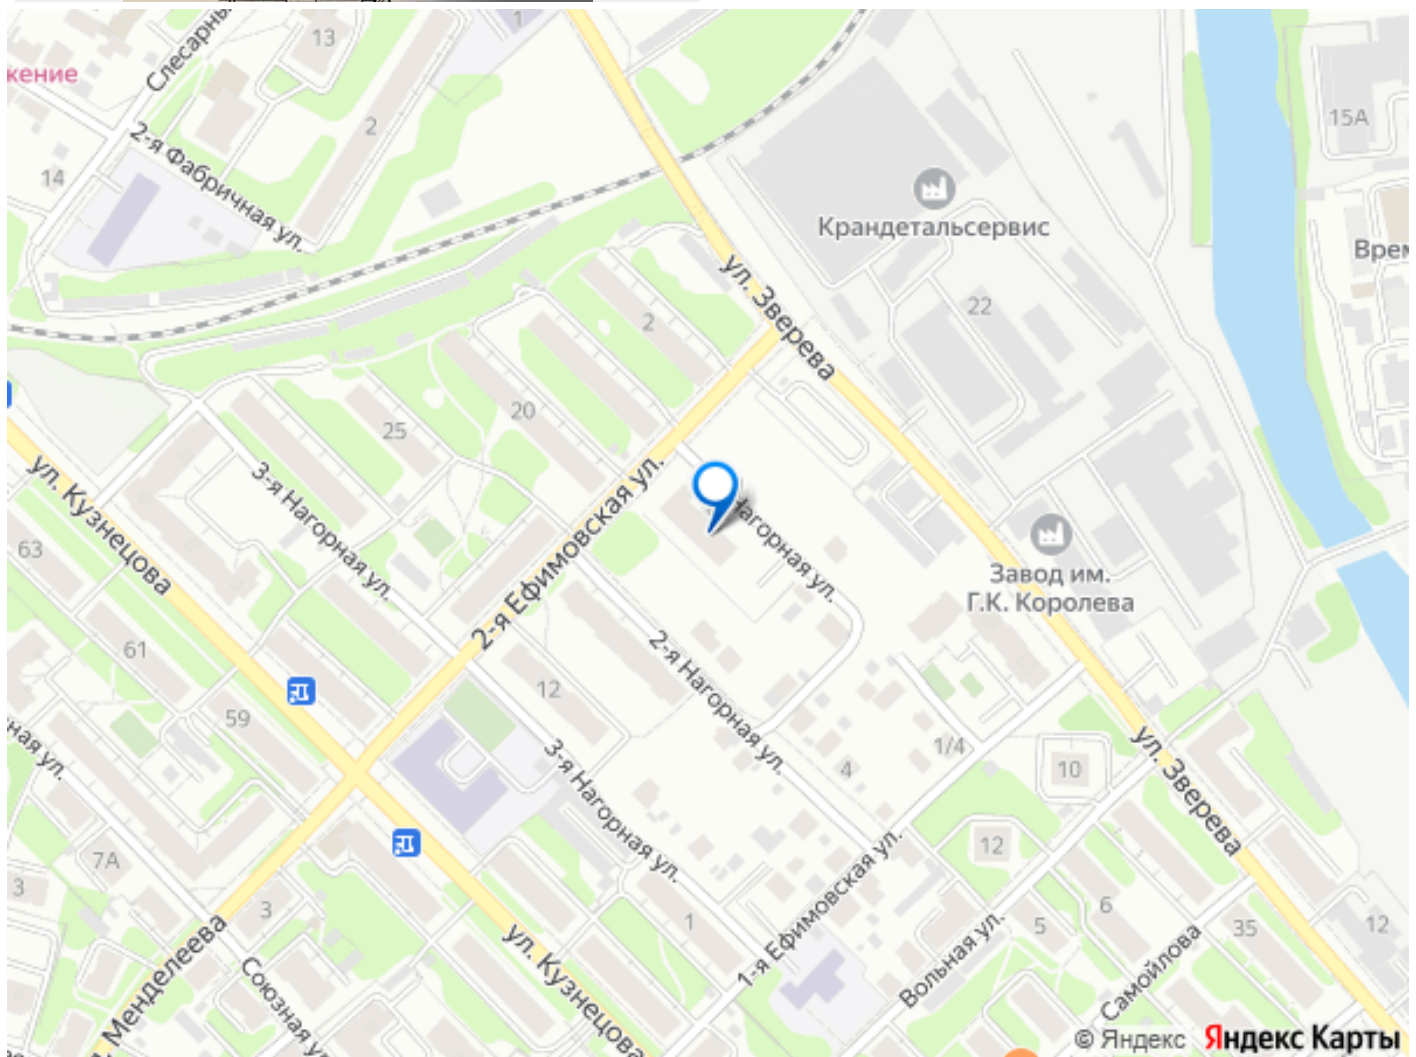 1
13
Слесарный
жение
2
2-я Фабричная ул.
14
15А
Крандетальсервис
Врем
ул. Зверева
22
2
20
25
3-я Нагорная ул.
ул. Кузнецова
2-я Ефимовская ул.
Нагорная ул.
63
Завод им.
Г.К. Королева
61
2-я Нагорная ул.
12
59
ная ул.
3-я Нагорная ул.
4
1/4
10
ул. Зверева
12
7А
3
3
1
1-я Ефимовская ул.
6
5
35
12
Вольная ул.
Самойлова
Менделеева
Союзная ул.
ул. Кузнецова
© Яндекс Яндекс Карты